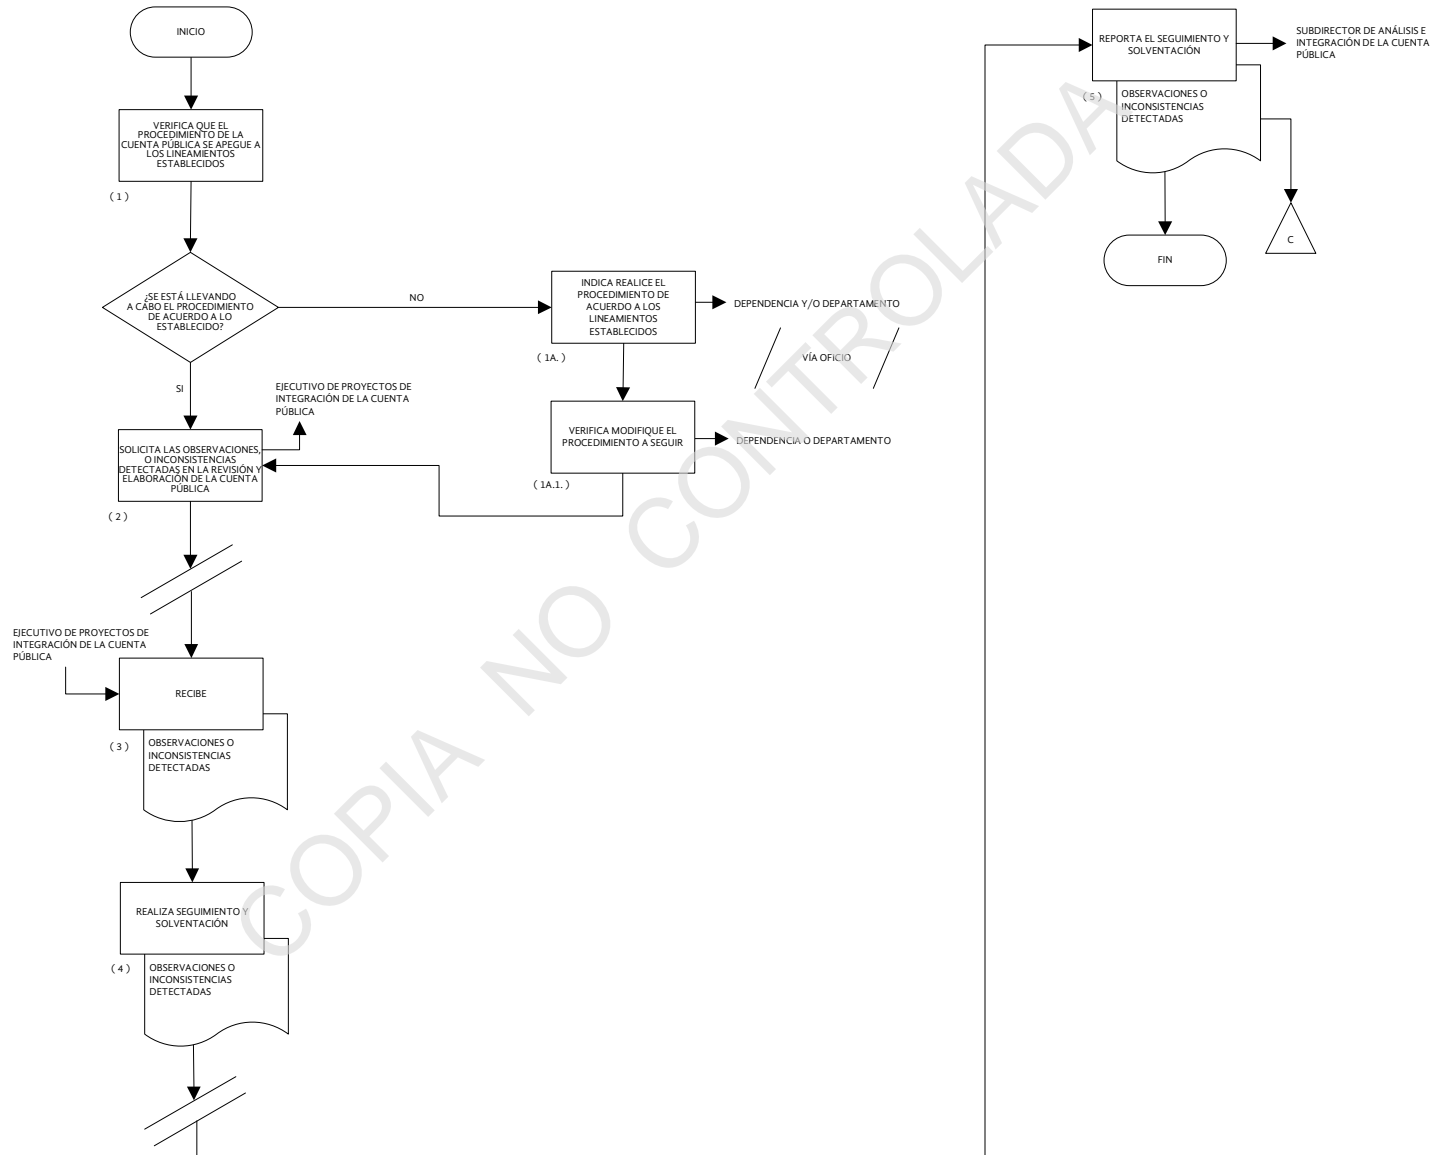 INICIO
VERIFICA QUE EL
PROCEDIMIENTO DE LA
CUENTA PÚBLICA SE APEGUE A
LOS LINEAMIENTOS
ESTABLECIDOS
( 1 )
¿SE ESTÁ LLEVANDO
A CABO EL PROCEDIMIENTO
DE ACUERDO A LO
ESTABLECIDO?
NO
SI
INDICA REALICE EL
PROCEDIMIENTO DE
ACUERDO A LOS
LINEAMIENTOS
ESTABLECIDOS
( 1A. )
DEPENDENCIA Y/O DEPARTAMENTO
VÍA OFICIO
VERIFICA MODIFIQUE EL
PROCEDIMIENTO A SEGUIR
( 1A.1. )
DEPENDENCIA O DEPARTAMENTO
EJECUTIVO DE PROYECTOS DE
INTEGRACIÓN DE LA CUENTA
PÚBLICA
SOLICITA LAS OBSERVACIONES,
O INCONSISTENCIAS
DETECTADAS EN LA REVISIÓN Y
ELABORACIÓN DE LA CUENTA
PÚBLICA
( 2 )
EJECUTIVO DE PROYECTOS DE
INTEGRACIÓN DE LA CUENTA
PÚBLICA
RECIBE
( 3 )
OBSERVACIONES O
INCONSISTENCIAS
DETECTADAS
REALIZA SEGUIMIENTO Y
SOLVENTACIÓN
( 4 )
OBSERVACIONES O
INCONSISTENCIAS
DETECTADAS
REPORTA EL SEGUIMIENTO Y
SOLVENTACIÓN
SUBDIRECTOR DE ANÁLISIS E
INTEGRACIÓN DE LA CUENTA
PÚBLICA
( 5 )
OBSERVACIONES O
INCONSISTENCIAS
DETECTADAS
C
FIN
COPIA NO CONTROLADA